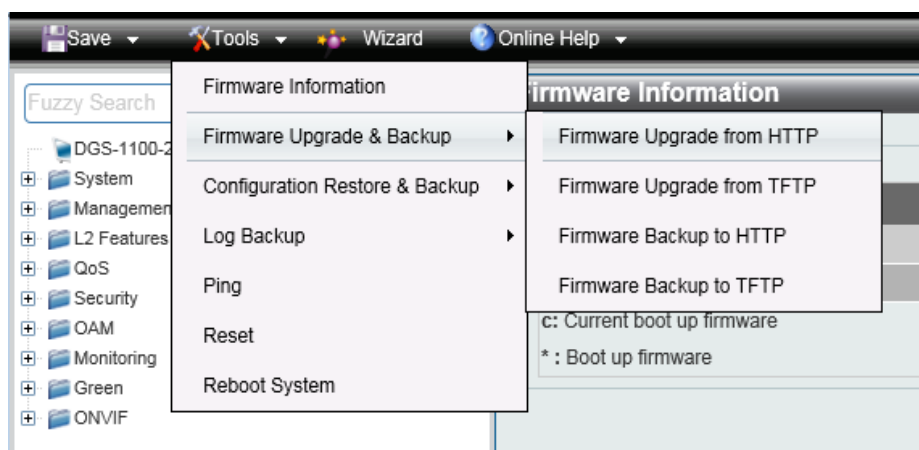 Save Tools Wizard Online Help
Fuzzy Search
DGS-1100-2
System
Managemen
L2 Features
QoS
Security
OAM
Monitoring
Green
ONVIF
Firmware Information
Firmware Upgrade & Backup
Configuration Restore & Backup
Log Backup
Ping
Reset
Reboot System
Firmware Upgrade from HTTP
Firmware Upgrade from TFTP
Firmware Backup to HTTP
Firmware Backup to TFTP
irmware Information
c: Current boot up firmware
* : Boot up firmware